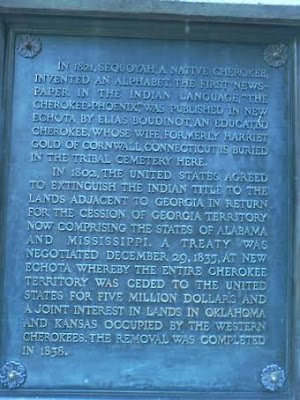 IN 1821, SEQUOYAH, A NATIVE CHEROKEE,
INVENTED AN ALPHABET. THE FIRST NEWS-
PAPER IN THE INDIAN LANGUAGE, "THE
CHEROKEE-PHOENIX", WAS PUBLISHED IN NEW
ECHOTA BY ELIAS BOUDINOT, AN EDUCATED
CHEROKEE, WHOSE WIFE, FORMERLY HARRIET
GOLD OF CORNWALL, CONNECTICUT IS BURIED
IN THE TRIBAL CEMETERY HERE.
IN 1802, THE UNITED STATES AGREED
TO EXTINGUISH THE INDIAN TITLE TO THE
LANDS ADJACENT TO GEORGIA IN RETURN
FOR THE CESSION OF GEORGIA TERRITORY
NOW COMPRISING THE STATES OF ALABAMA
AND MISSISSIPPI. A TREATY WAS
NEGOTIATED DECEMBER 29, 1835, AT NEW
ECHOTA WHEREBY THE ENTIRE CHEROKEE
TERRITORY WAS CEDED TO THE UNITED
STATES FOR FIVE MILLION DOLLARS AND
A JOINT INTEREST IN LANDS IN OKLAHOMA
AND KANSAS OCCUPIED BY THE WESTERN
CHEROKEES. THE REMOVAL WAS COMPLETED
IN 1838.